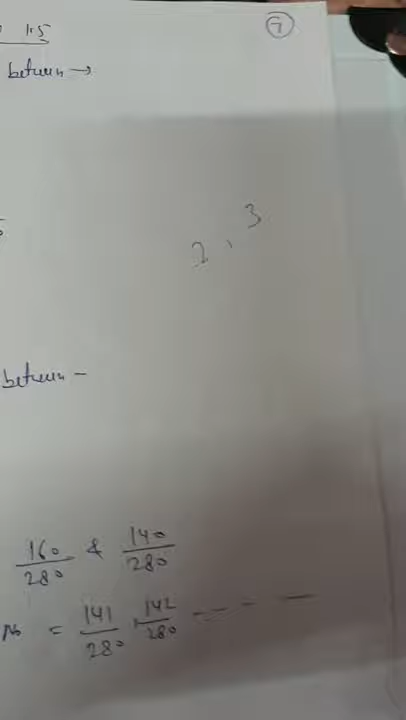 1.5
7
between →
2, 3
between -
160/280 & 140/280
= 141/280, 142/280 -- - -